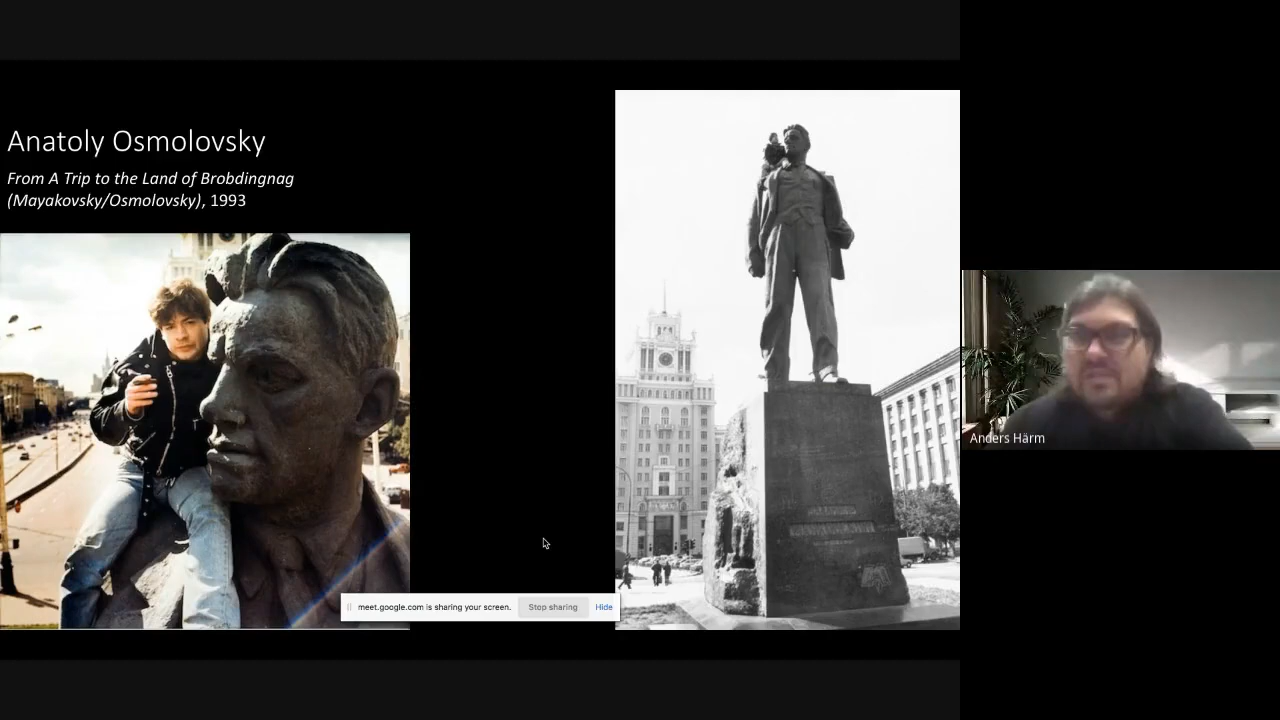 Anatoly Osmolovsky
From A Trip to the Land of Brobdingnag
(Mayakovsky/Osmolovsky), 1993
meet.google.com is sharing your screen. Stop sharing Hide
Anders Härm